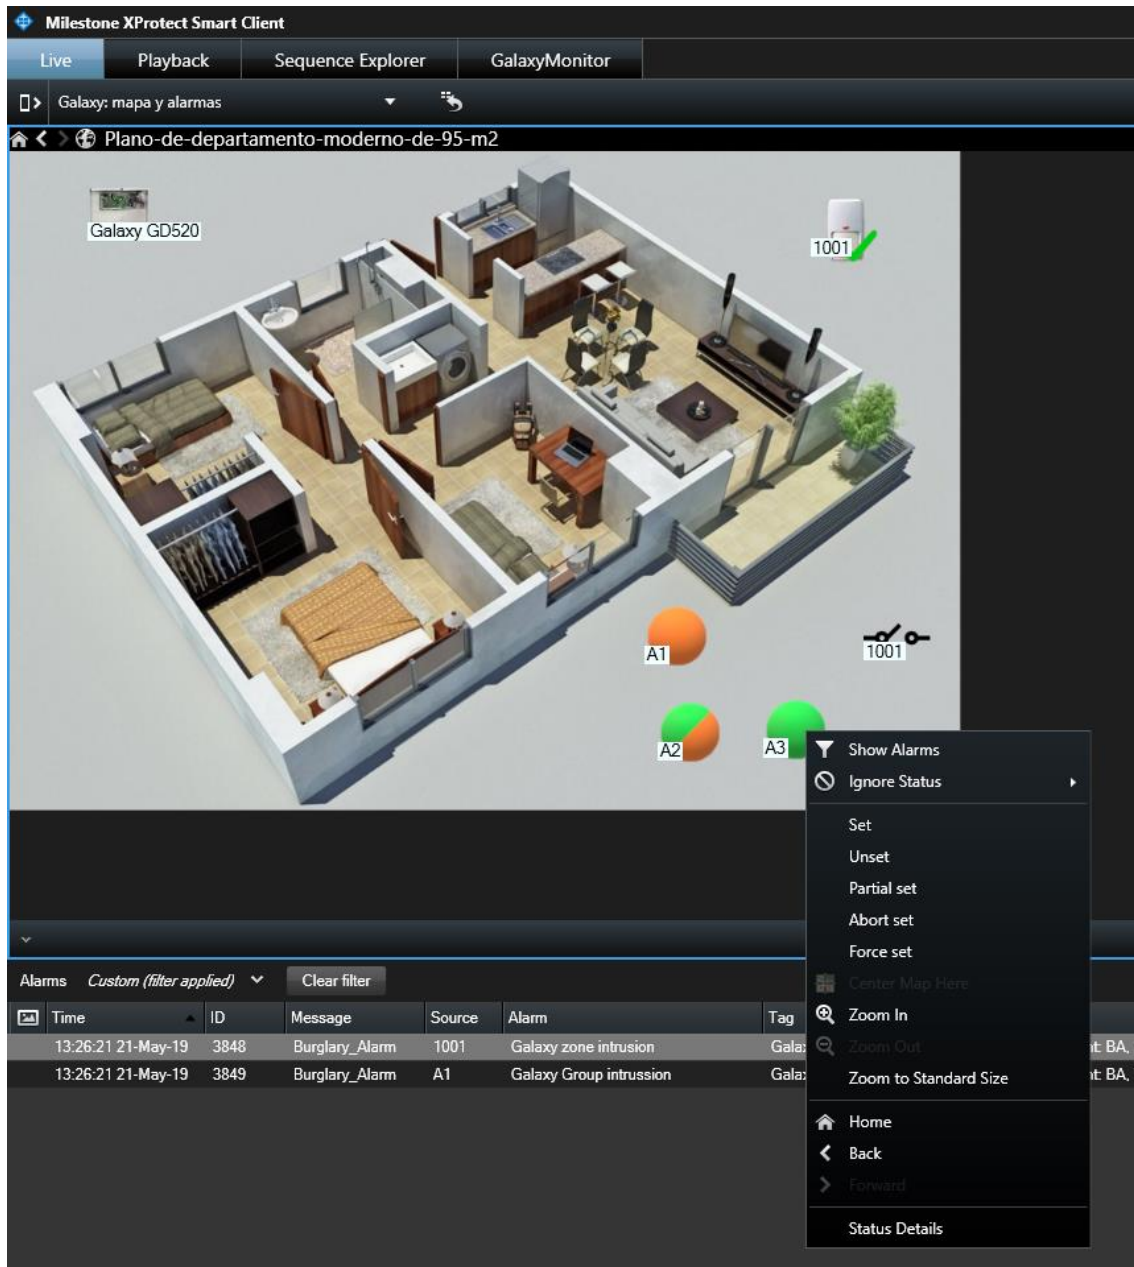 Milestone XProtect Smart Client
Live Playback Sequence Explorer GalaxyMonitor
Galaxy: mapa y alarmas
Plano-de-departamento-moderno-de-95-m2
Galaxy GD520
1001
A1
1001
A2
A3
Show Alarms
Ignore Status
Set
Unset
Partial set
Abort set
Force set
Center Map Here
Zoom In
Zoom Out
Zoom to Standard Size
Home
Back
Forward
Status Details
Alarms Custom (filter applied) Clear filter
Time ID Message Source Alarm Tag
13:26:21 21-May-19 3848 Burglary_Alarm 1001 Galaxy zone intrusion BA,
13:26:21 21-May-19 3849 Burglary_Alarm A1 Galaxy Group intrussion BA,